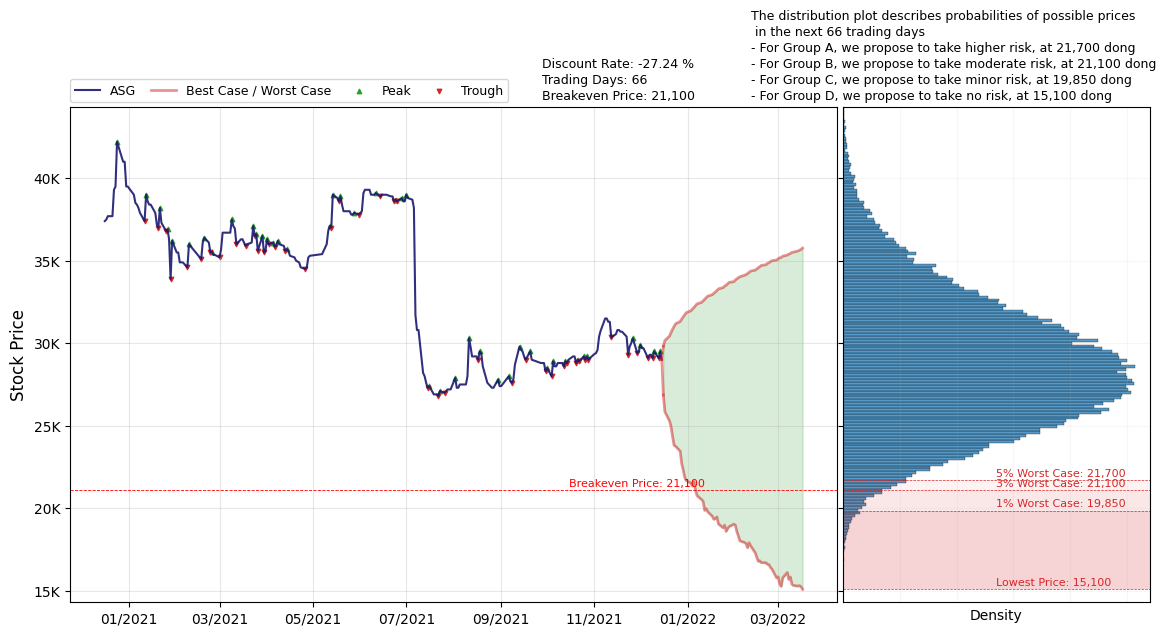 The distribution plot describes probabilities of possible prices
in the next 66 trading days
- For Group A, we propose to take higher risk, at 21,700 dong
- For Group B, we propose to take moderate risk, at 21,100 dong
- For Group C, we propose to take minor risk, at 19,850 dong
- For Group D, we propose to take no risk, at 15,100 dong
Discount Rate: -27.24 %
Trading Days: 66
Breakeven Price: 21,100
ASG Best Case / Worst Case Peak Trough
Stock Price
40K
35K
30K
25K
20K
15K
Breakeven Price: 21,100
5% Worst Case: 21,700
3% Worst Case: 21,100
1% Worst Case: 19,850
Lowest Price: 15,100
01/2021 03/2021 05/2021 07/2021 09/2021 11/2021 01/2022 03/2022
Density